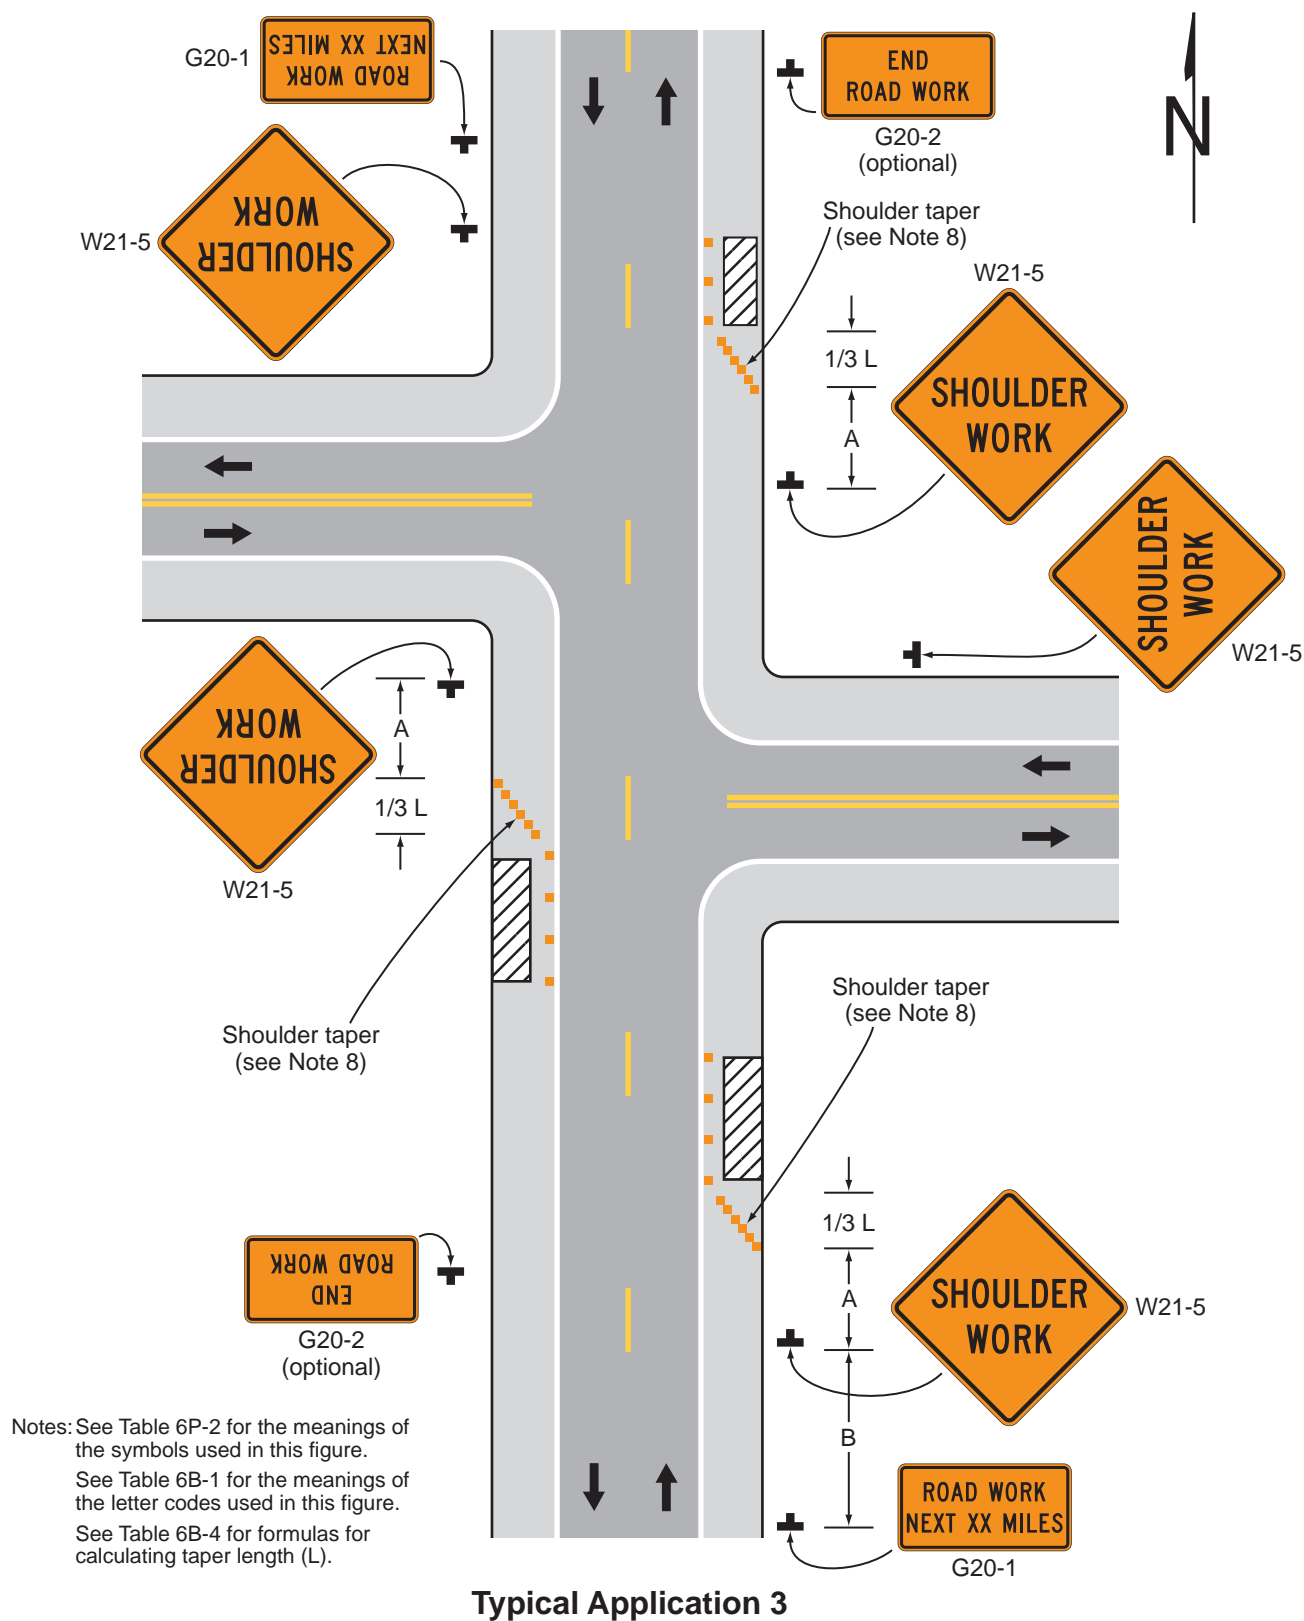 G20-1
ROAD WORK
NEXT XX MILES
END
ROAD WORK
G20-2
(optional)
N
W21-5
SHOULDER
WORK
Shoulder taper
(see Note 8)
W21-5
1/3 L
A
SHOULDER
WORK
SHOULDER
WORK
W21-5
SHOULDER
WORK
W21-5
A
1/3 L
Shoulder taper
(see Note 8)
Shoulder taper
(see Note 8)
1/3 L
A
B
SHOULDER
WORK
W21-5
END
ROAD WORK
G20-2
(optional)
ROAD WORK
NEXT XX MILES
G20-1
Notes: See Table 6P-2 for the meanings of
the symbols used in this figure.
See Table 6B-1 for the meanings of
the letter codes used in this figure.
See Table 6B-4 for formulas for
calculating taper length (L).
Typical Application 3